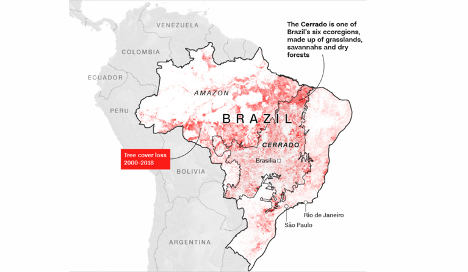 The Cerrado is one of
Brazil's six ecoregions,
made up of grasslands,
savannahs and dry
forests
VENEZUELA
COLOMBIA
ECUADOR
AMAZON
PERU
BRAZIL
CERRADO
Tree cover loss
2000-2018
Brasília
BOLIVIA
Rio de Janeiro
São Paulo
ARGENTINA